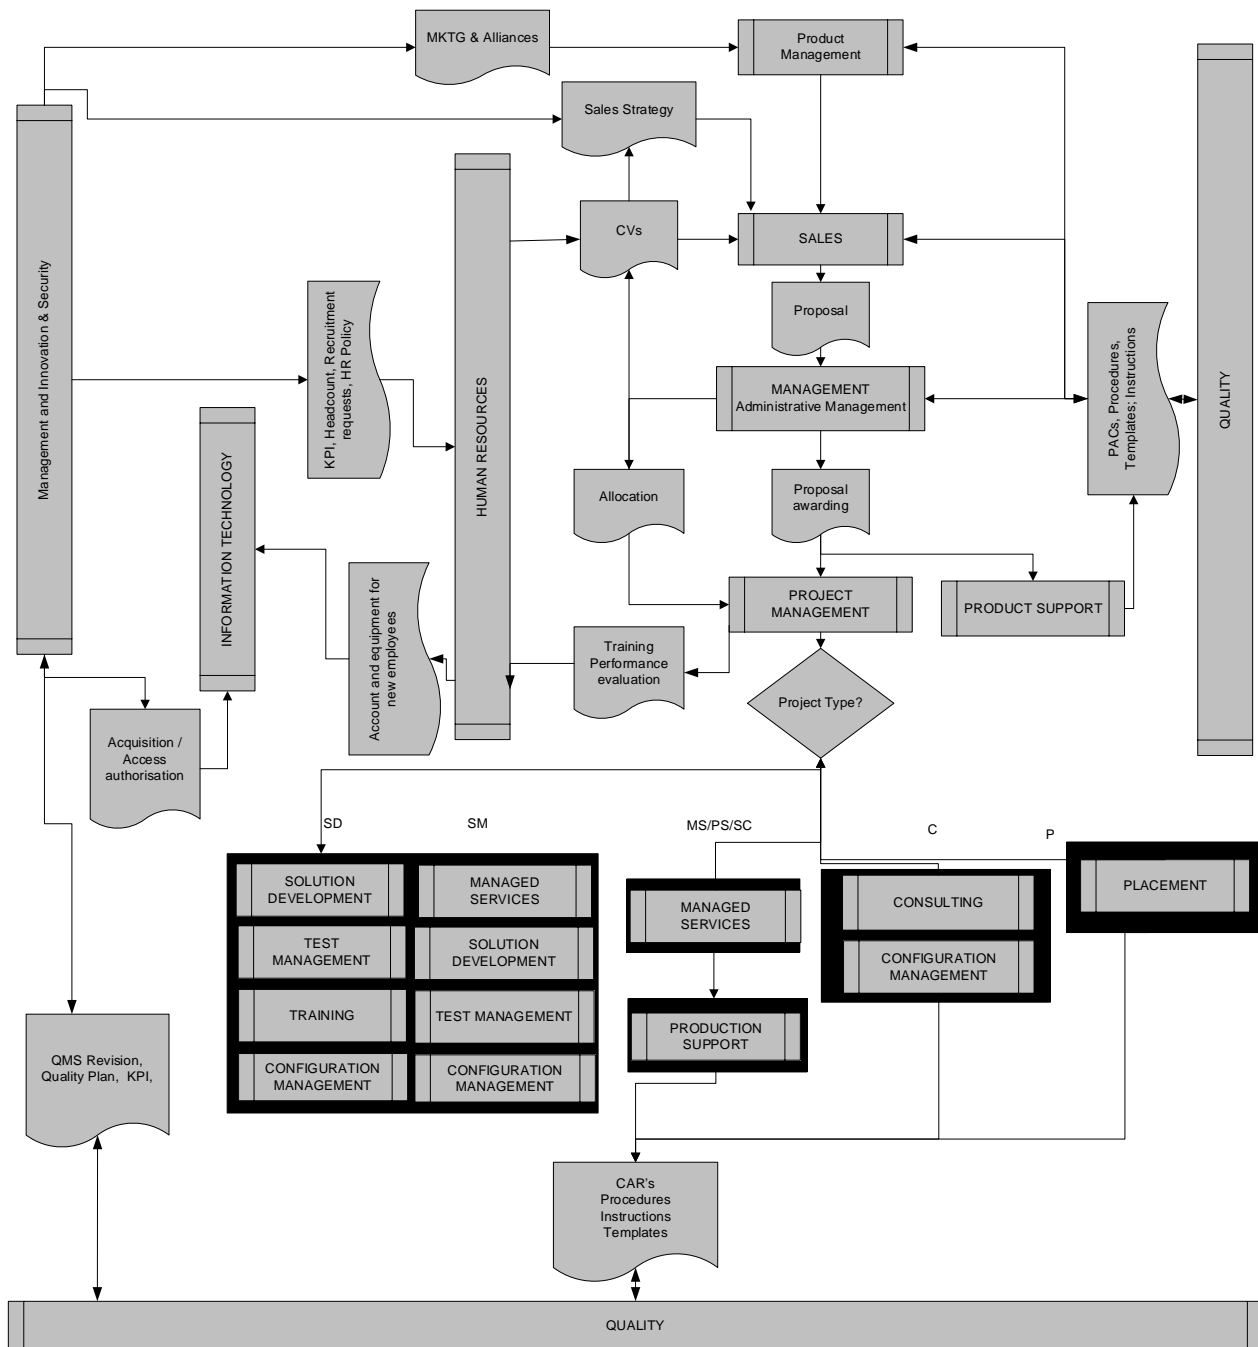 MKTG & Alliances
Product
Management
Sales Strategy
CVs
SALES
Management and Innovation & Security
KPI, Headcount, Recruitment
requests, HR Policy
HUMAN RESOURCES
Proposal
PACs, Procedures,
Templates; Instructions
QUALITY
MANAGEMENT
Administrative Management
INFORMATION TECHNOLOGY
Allocation
Proposal
awarding
Account and equipment for
new employees
PROJECT
MANAGEMENT
PRODUCT SUPPORT
Training
Performance
evaluation
Project Type?
Acquisition /
Access
authorisation
SD
SM
MS/PS/SC
C
P
SOLUTION
DEVELOPMENT
MANAGED
SERVICES
TEST
MANAGEMENT
SOLUTION
DEVELOPMENT
TRAINING
TEST MANAGEMENT
CONFIGURATION
MANAGEMENT
CONFIGURATION
MANAGEMENT
MANAGED
SERVICES
PRODUCTION
SUPPORT
CONSULTING
CONFIGURATION
MANAGEMENT
PLACEMENT
QMS Revision,
Quality Plan, KPI,
CAR's
Procedures
Instructions
Templates
QUALITY